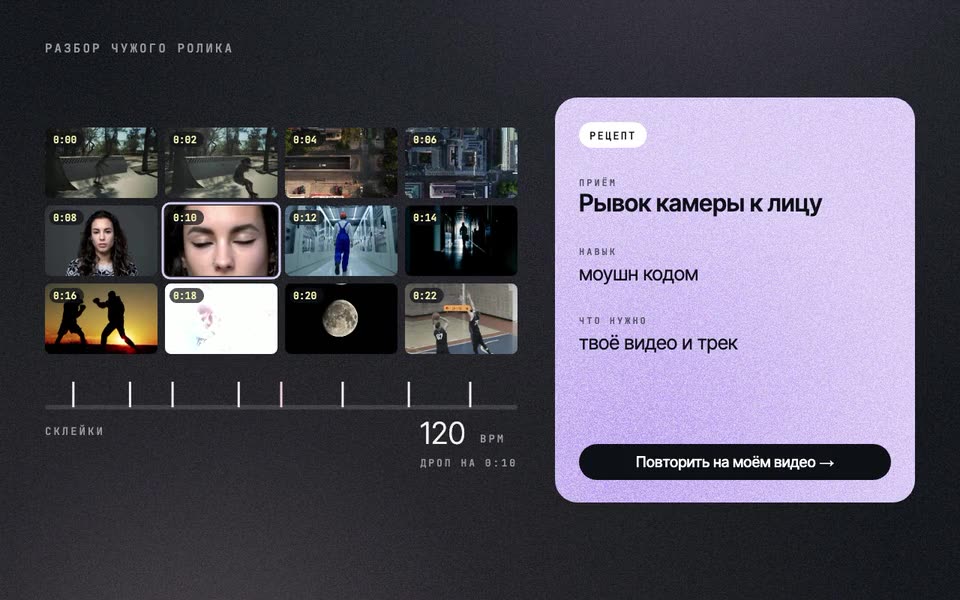 РАЗБОР ЧУЖОГО РОЛИКА
0:00
0:02
0:04
0:06
0:08
0:10
0:12
0:14
0:16
0:18
0:20
0:22
СКЛЕЙКИ
120 BPM
ДРОП НА 0:10
РЕЦЕПТ
ПРИЁМ
Рывок камеры к лицу
НАВЫК
моушн кодом
ЧТО НУЖНО
твоё видео и трек
Повторить на моём видео →